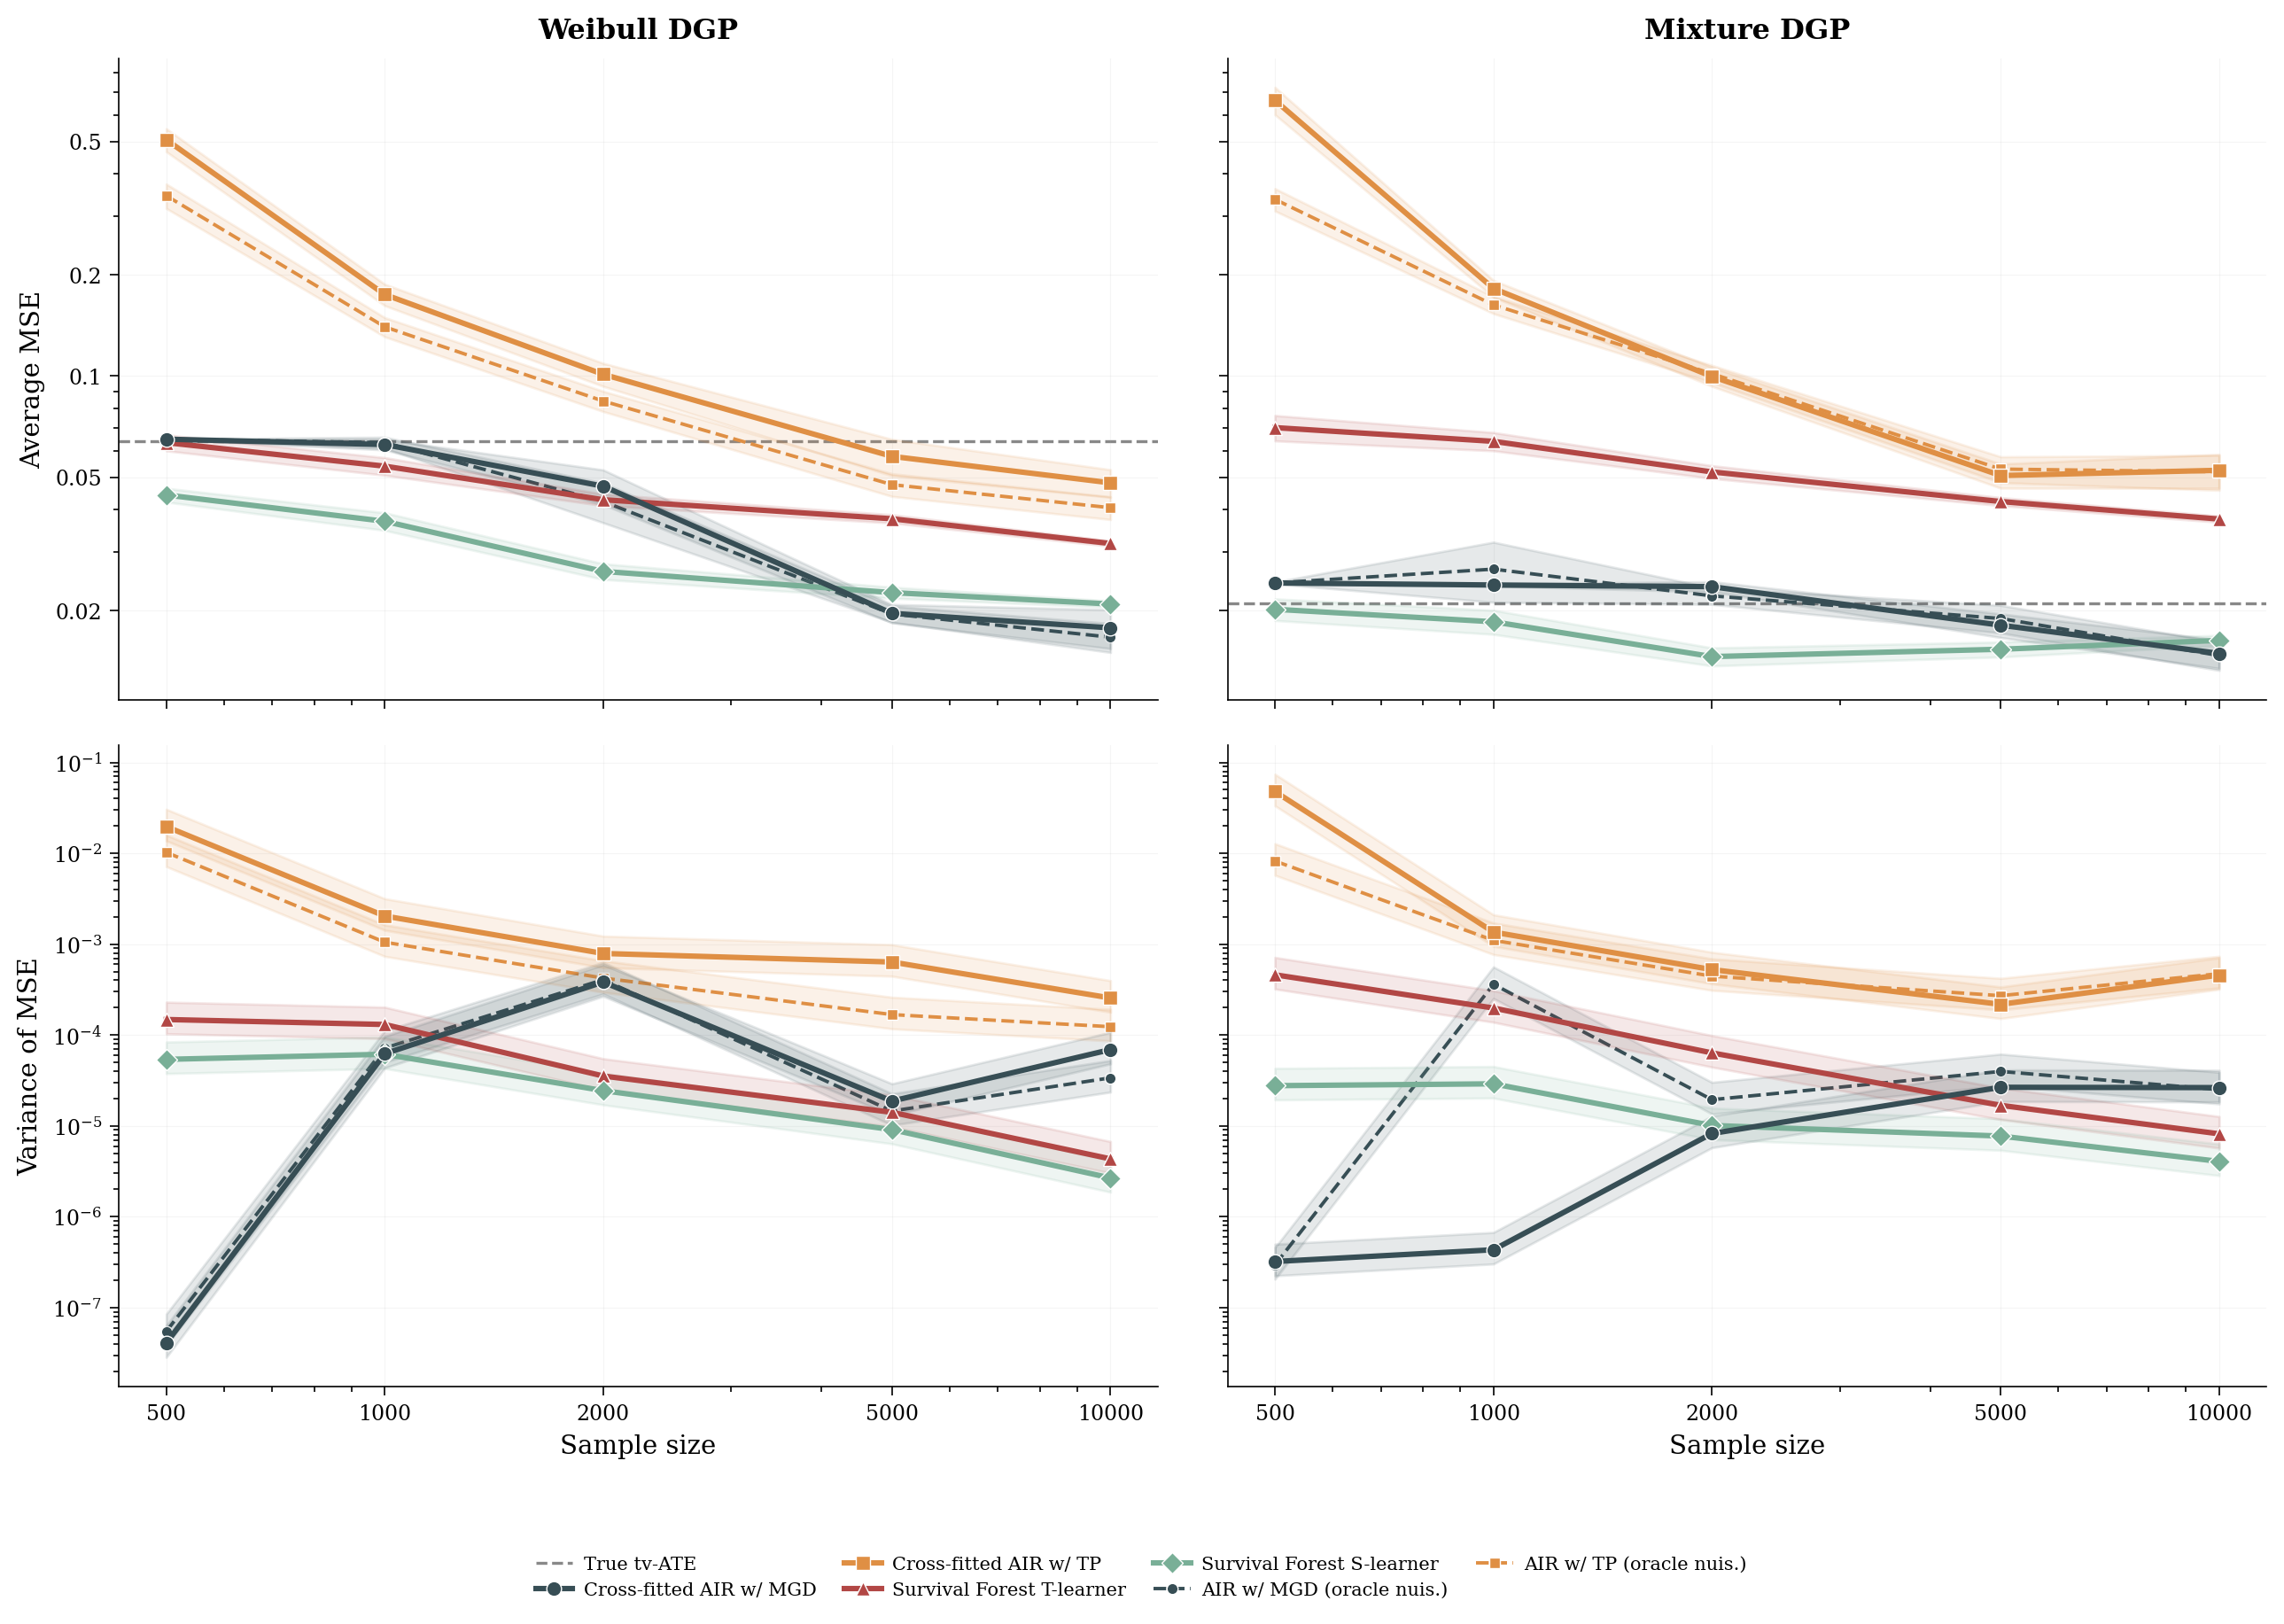 Weibull DGP
Mixture DGP
Average MSE
0.5
0.2
0.1
0.05
0.02
Variance of MSE
10⁻¹
10⁻²
10⁻³
10⁻⁴
10⁻⁵
10⁻⁶
10⁻⁷
500 1000 2000 5000 10000
Sample size
500 1000 2000 5000 10000
Sample size
True tv-ATE
Cross-fitted AIR w/ MGD
Cross-fitted AIR w/ TP
Survival Forest T-learner
Survival Forest S-learner
AIR w/ MGD (oracle nuis.)
AIR w/ TP (oracle nuis.)